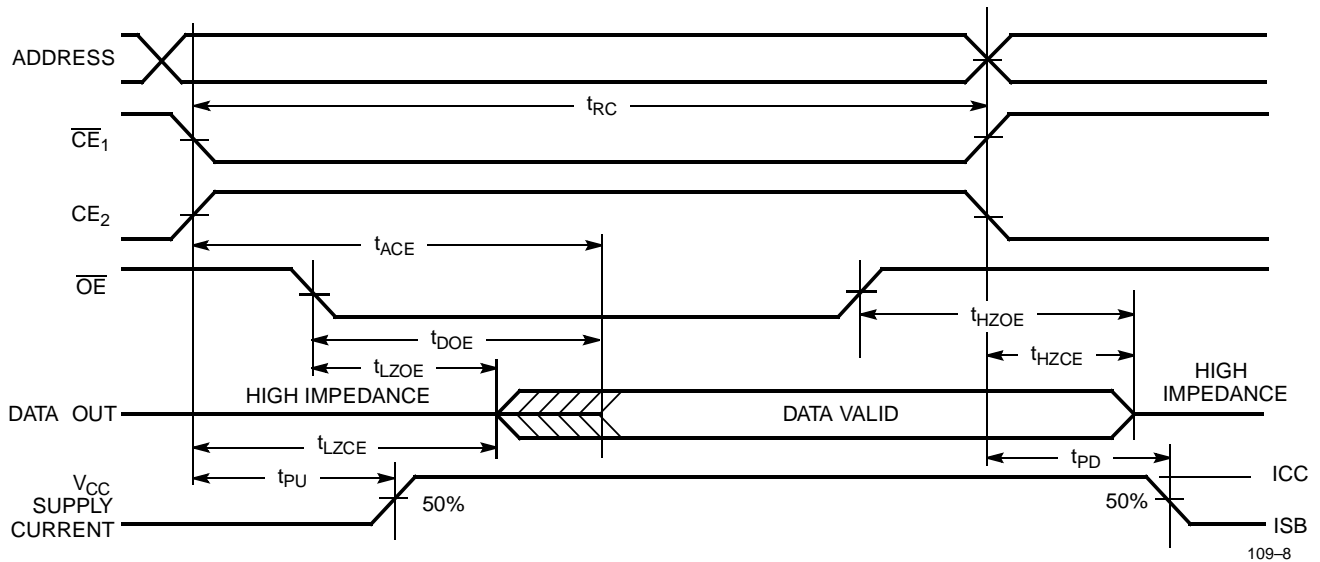 ADDRESS
tRC
CE1
CE2
tACE
OE
tHZOE
tDOE
tHZCE
tLZOE
HIGH IMPEDANCE
HIGH
IMPEDANCE
DATA OUT
DATA VALID
tLZCE
tPD
tPU
VCC
SUPPLY
CURRENT
50%
50%
ICC
ISB
109–8